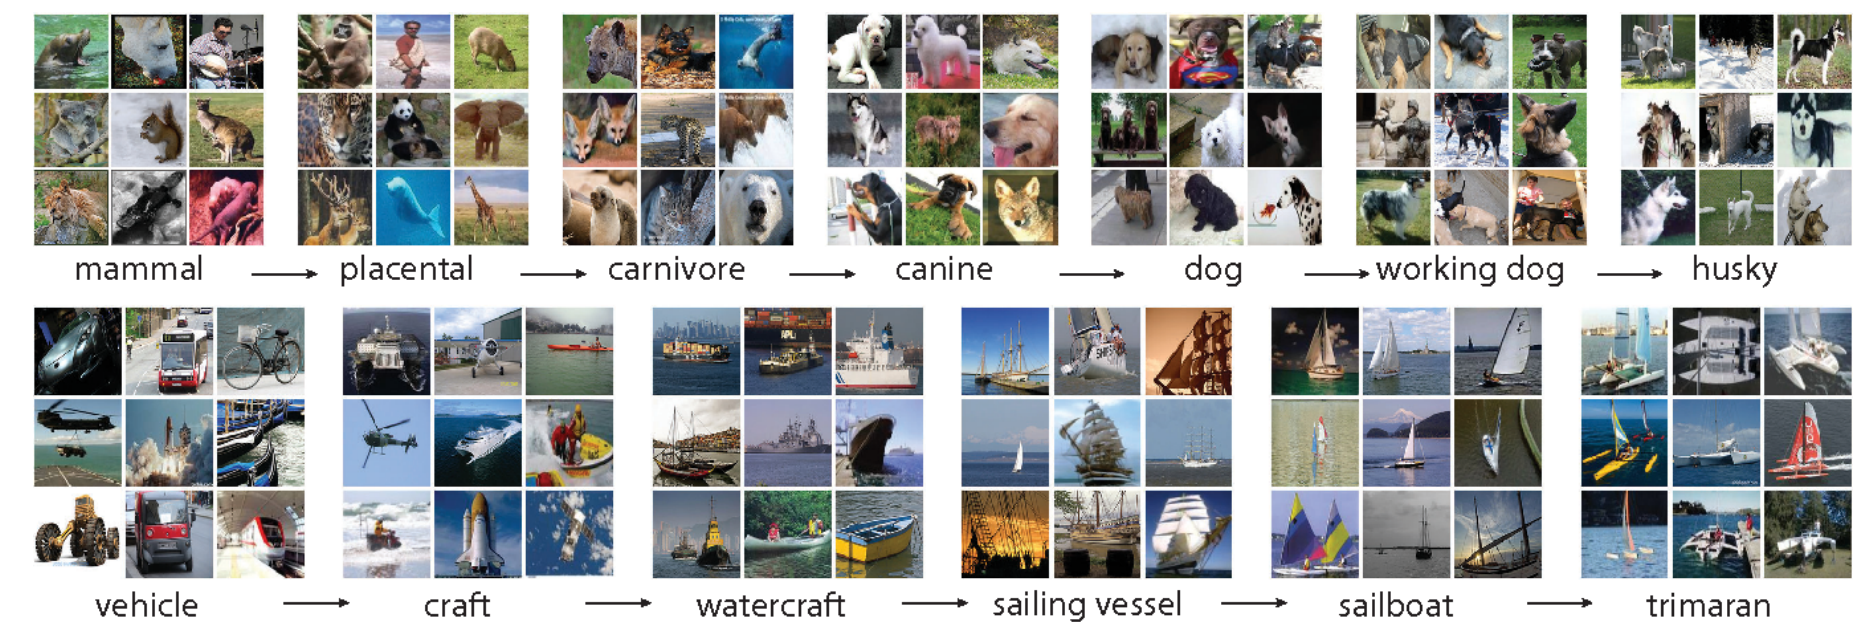 mammal → placental → carnivore → canine → dog → working dog → husky
vehicle → craft → watercraft → sailing vessel → sailboat → trimaran